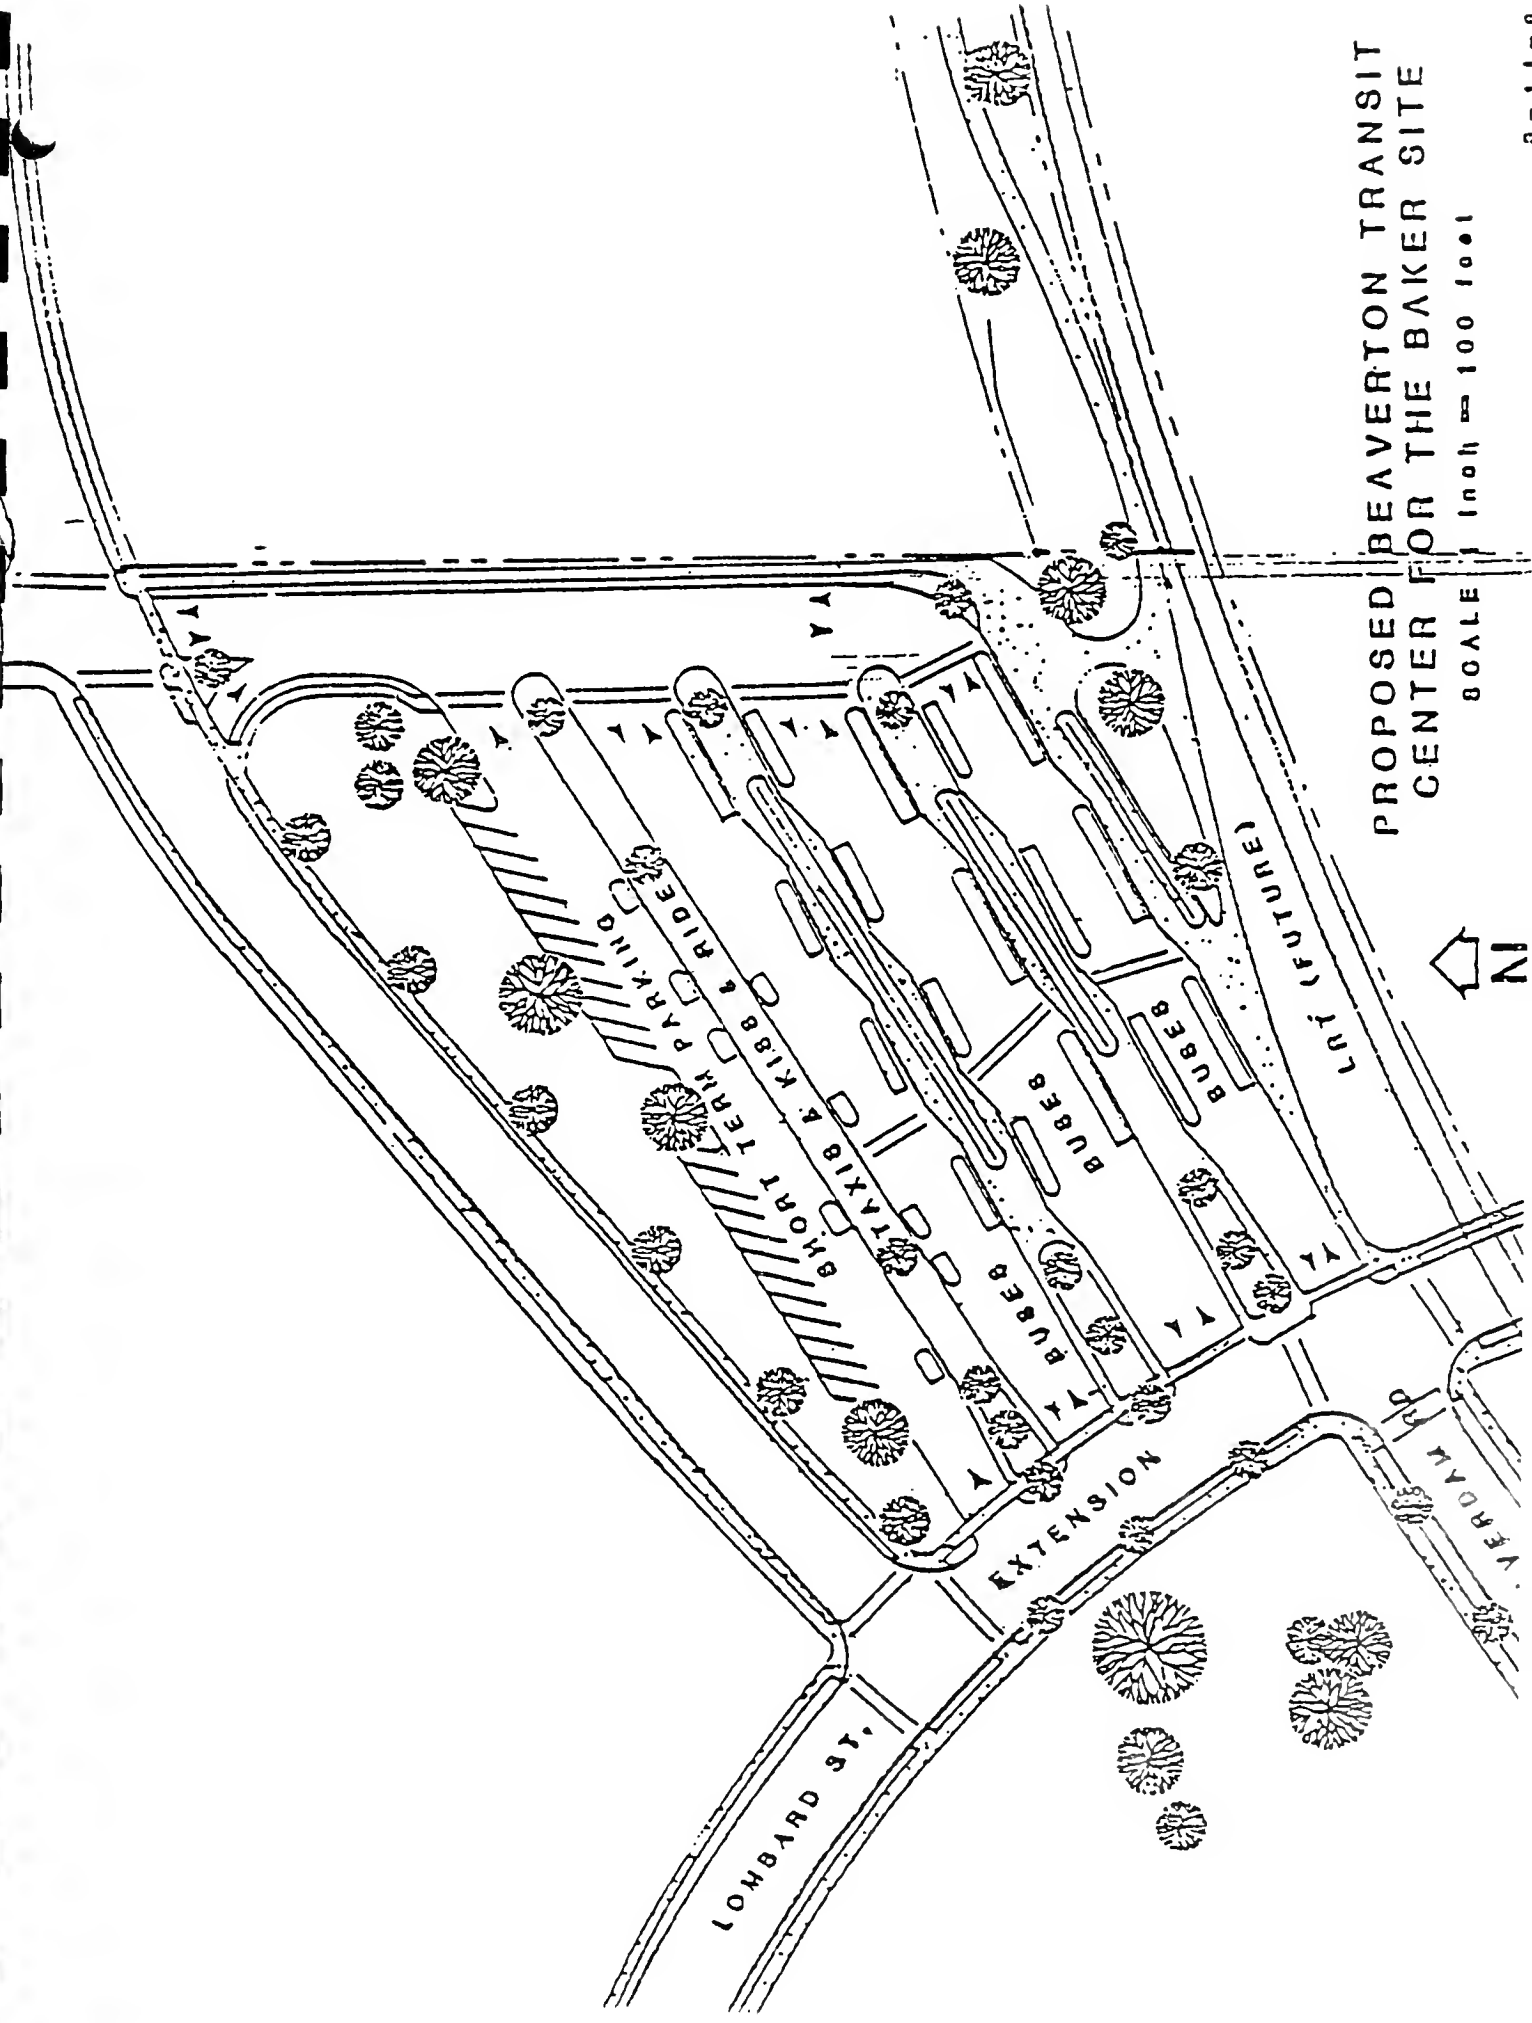 PROPOSED BEAVERTON TRANSIT
CENTER FOR THE BAKER SITE
SCALE 1 inch = 100 feet
N
LRT (FUTURE)
BUSES
BUSES
BUSES
TAXIS & KISS & RIDE
SHORT TERM PARKING
LOMBARD ST.
EXTENSION